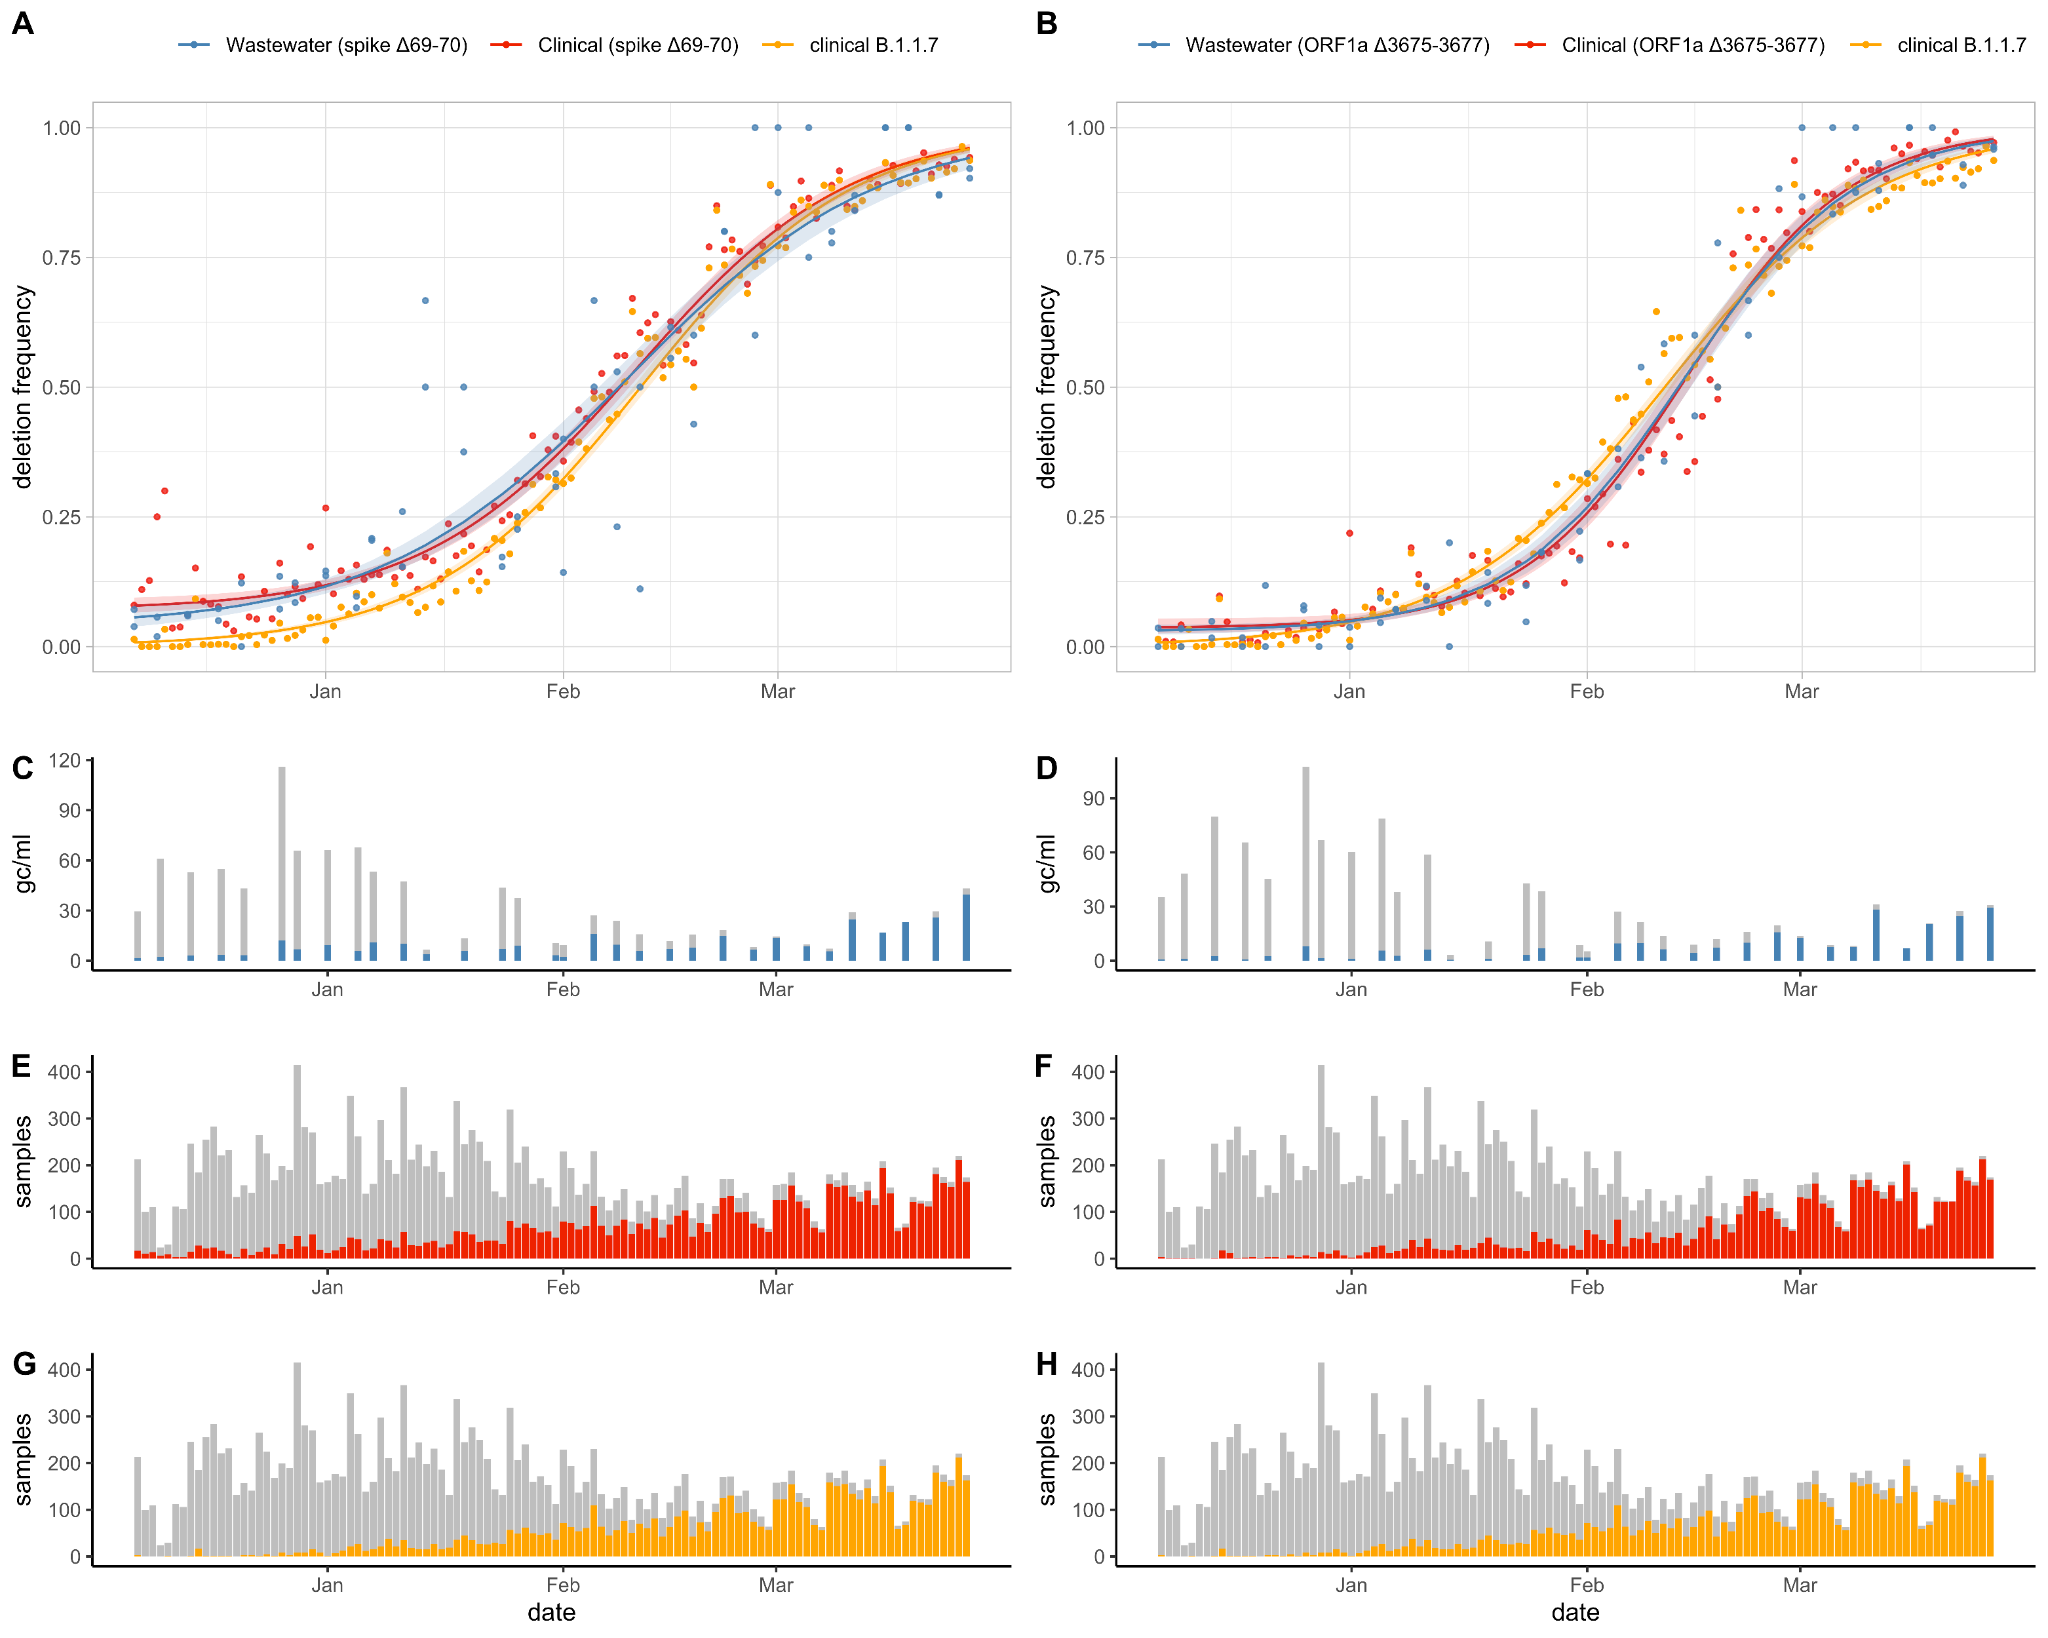 A
Wastewater (spike Δ69-70) Clinical (spike Δ69-70) clinical B.1.1.7
1.00
0.75
0.50
0.25
0.00
deletion frequency
Jan Feb Mar
B
Wastewater (ORF1a Δ3675-3677) Clinical (ORF1a Δ3675-3677) clinical B.1.1.7
1.00
0.75
0.50
0.25
0.00
deletion frequency
Jan Feb Mar
C
120
90
60
30
0
gc/ml
Jan Feb Mar
D
90
60
30
0
gc/ml
Jan Feb Mar
E
400
300
200
100
0
samples
Jan Feb Mar
F
400
300
200
100
0
samples
Jan Feb Mar
G
400
300
200
100
0
samples
Jan Feb Mar
date
H
400
300
200
100
0
samples
Jan Feb Mar
date